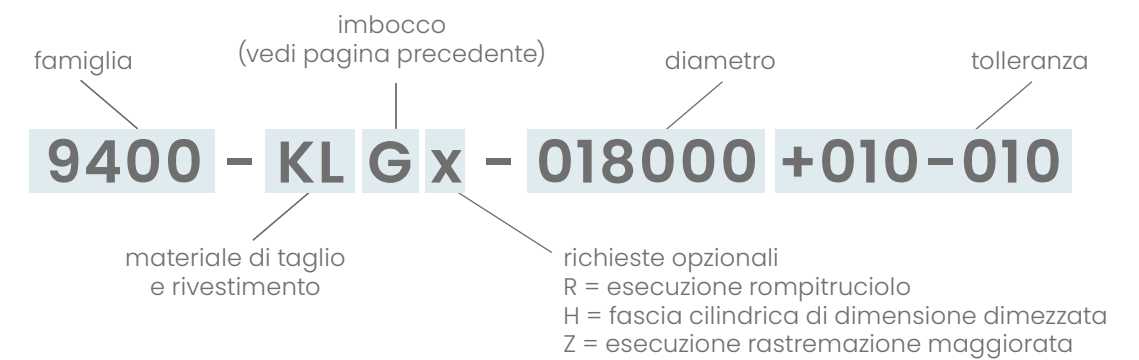 imbocco
(vedi pagina precedente)
famiglia
diametro
tolleranza
9400 - KL G x - 018000 +010-010
materiale di taglio
e rivestimento
richieste opzionali
R = esecuzione rompitruciolo
H = fascia cilindrica di dimensione dimezzata
Z = esecuzione rastremazione maggiorata